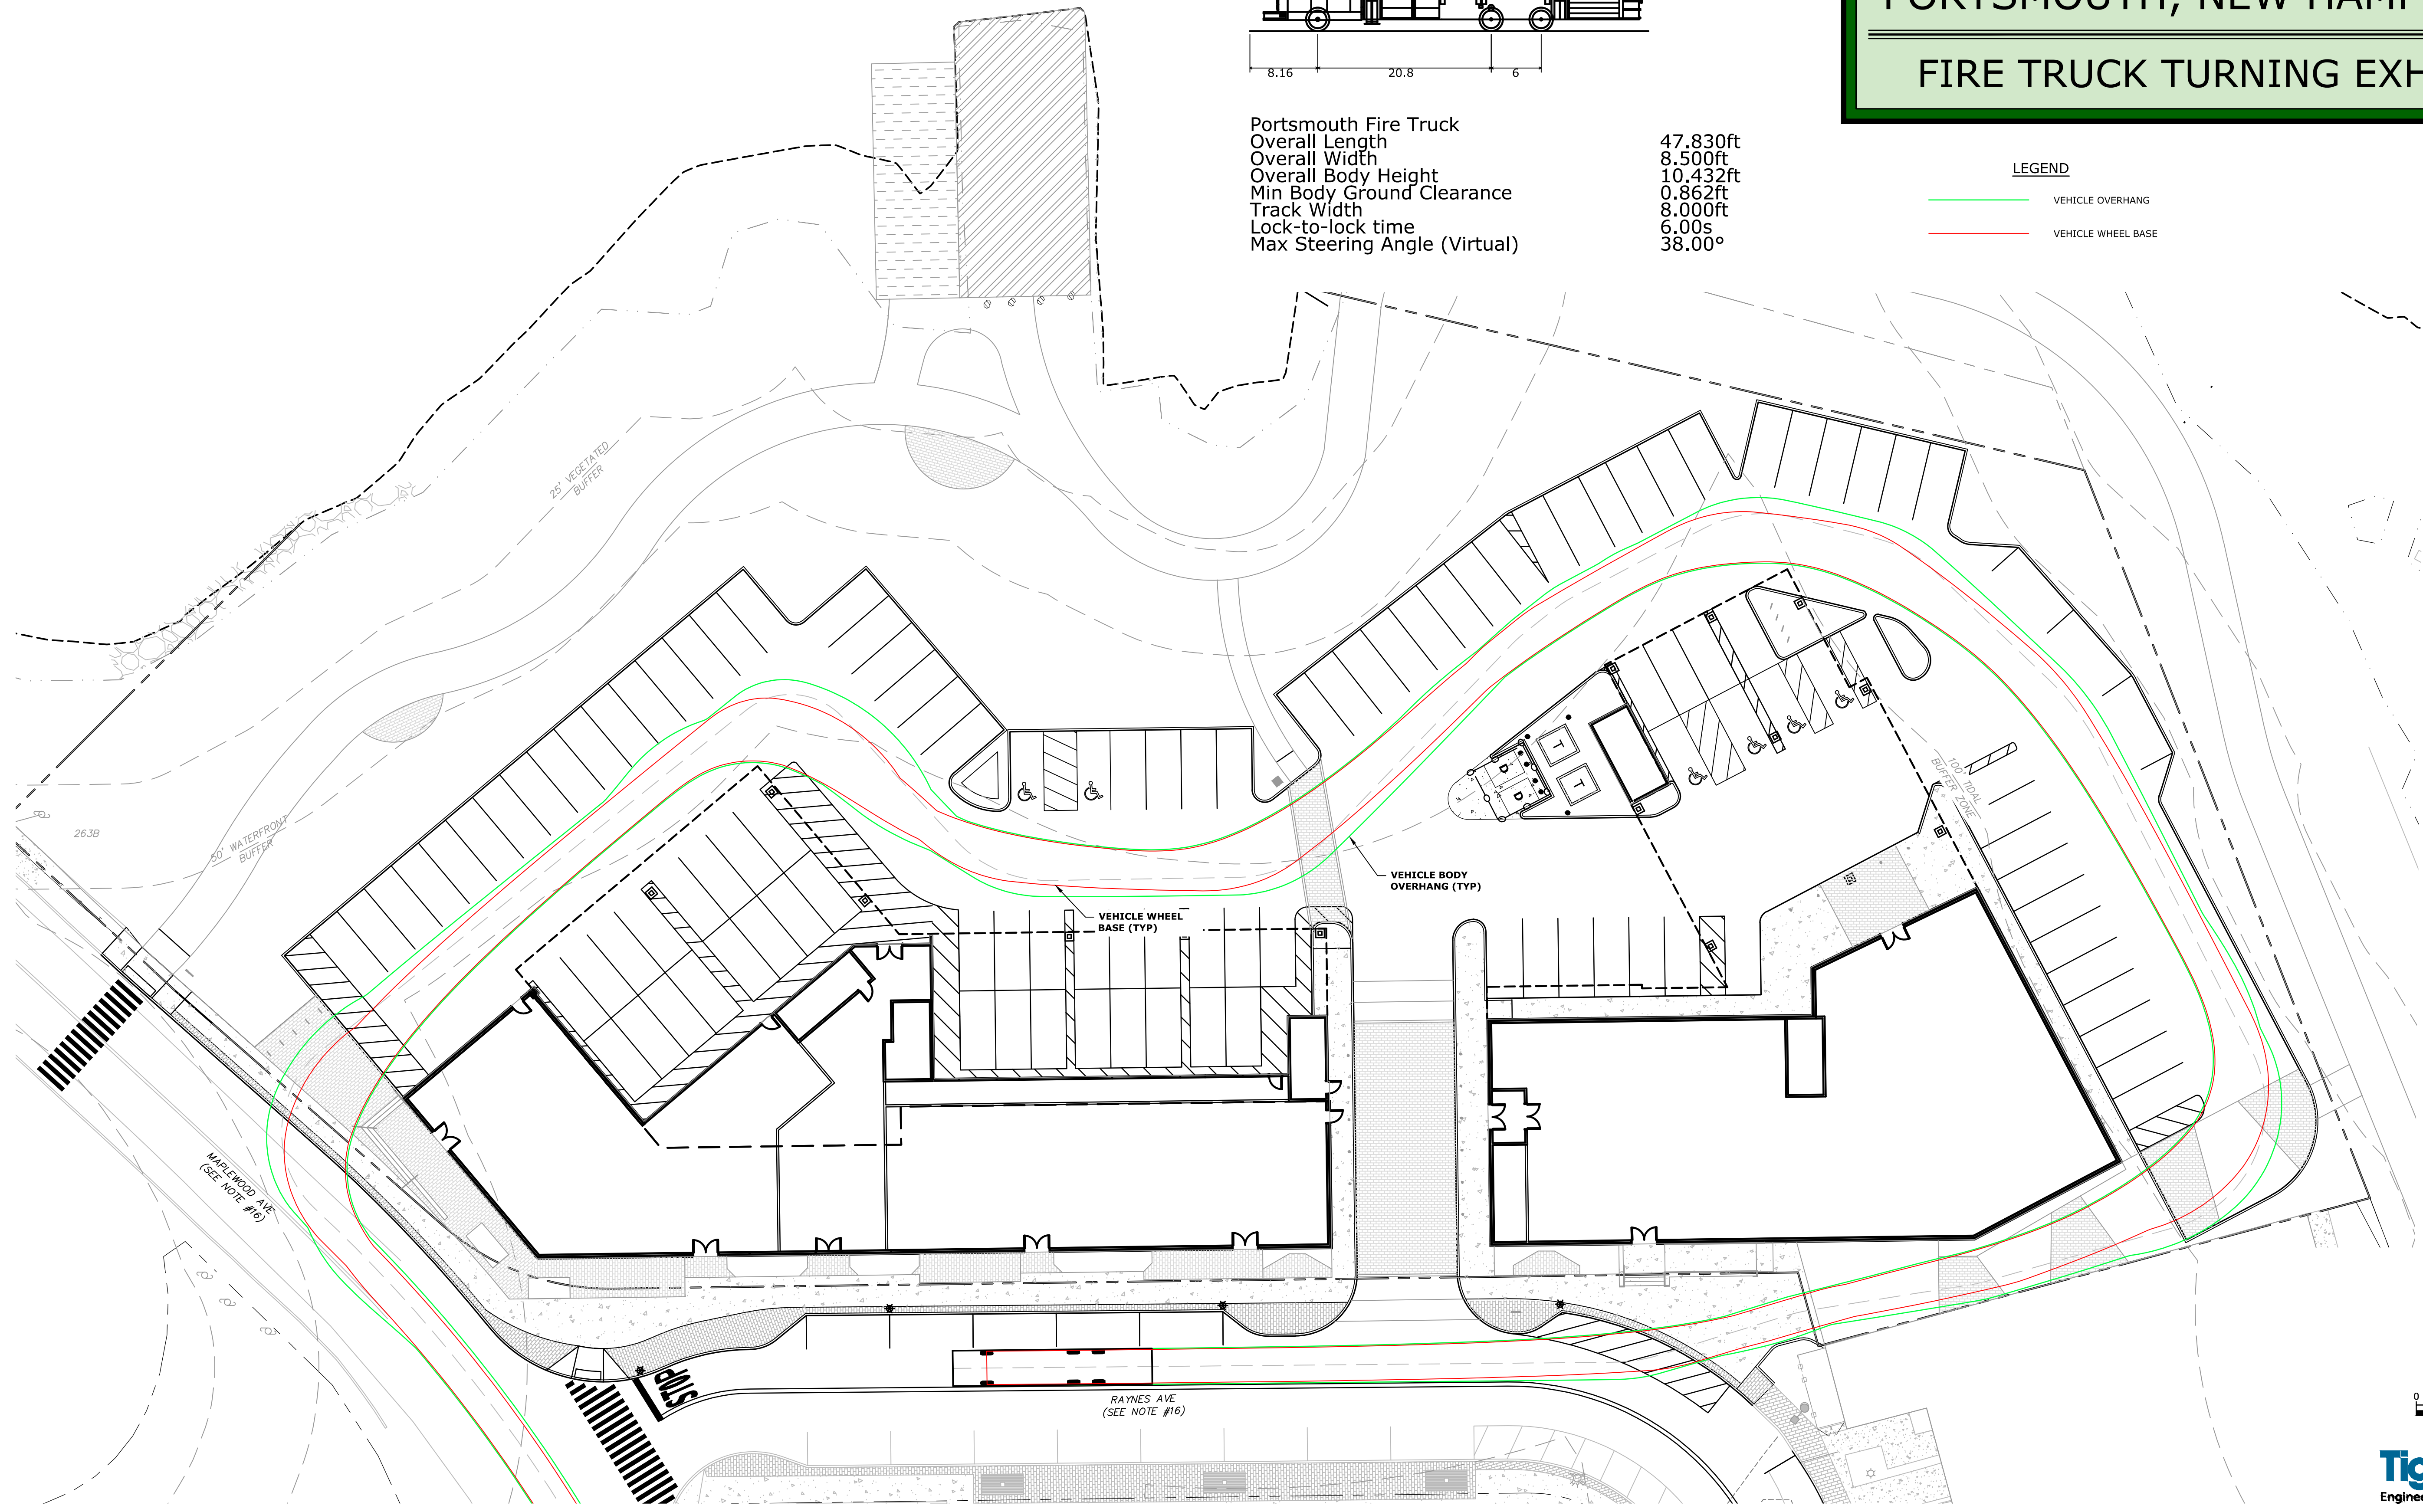 PORTSMOUTH, NEW HAMP
FIRE TRUCK TURNING EXH
8.16 20.8 6
Portsmouth Fire Truck
Overall Length 47.830ft
Overall Width 8.500ft
Overall Body Height 10.432ft
Min Body Ground Clearance 0.862ft
Track Width 8.000ft
Lock-to-lock time 6.00s
Max Steering Angle (Virtual) 38.00°
LEGEND
VEHICLE OVERHANG
VEHICLE WHEEL BASE
25' VEGETATED
BUFFER
50' WATERFRONT
BUFFER
263B
100' TIDAL
BUFFER ZONE
T
T
D
D
VEHICLE BODY
OVERHANG (TYP)
VEHICLE WHEEL
BASE (TYP)
MAPLEWOOD AVE
(SEE NOTE #16)
STOP
RAYNES AVE
(SEE NOTE #16)
0
Tig
Engine